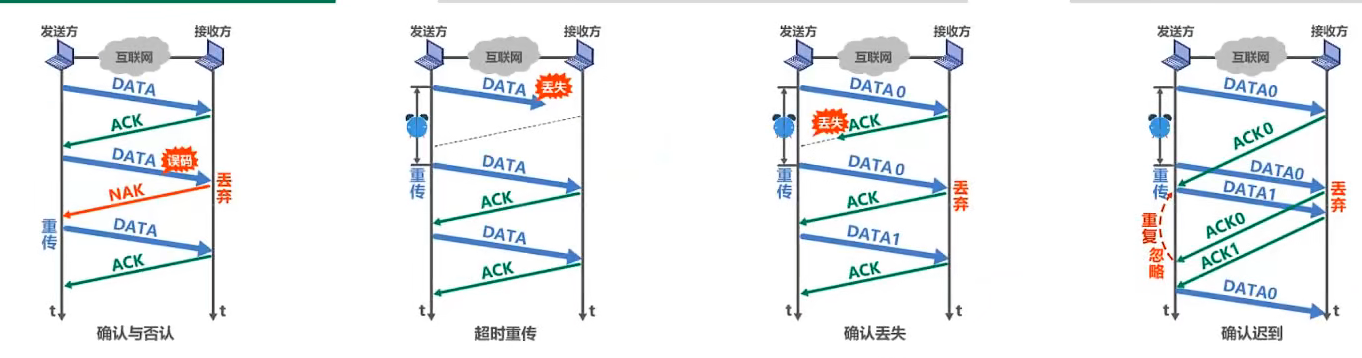 发送方
接收方
互联网
DATA
ACK
DATA
误码
NAK
丢弃
重传
DATA
ACK
t
t
确认与否认
发送方
接收方
互联网
DATA
丢失
重传
DATA
ACK
DATA
ACK
t
t
超时重传
发送方
接收方
互联网
DATA 0
丢失
ACK
重传
DATA 0
丢弃
ACK
DATA1
ACK
t
t
确认丢失
发送方
接收方
互联网
DATA0
ACK0
重传
DATA0
丢弃
DATA1
重复
忽略
ACK0
ACK1
DATA0
t
t
确认迟到